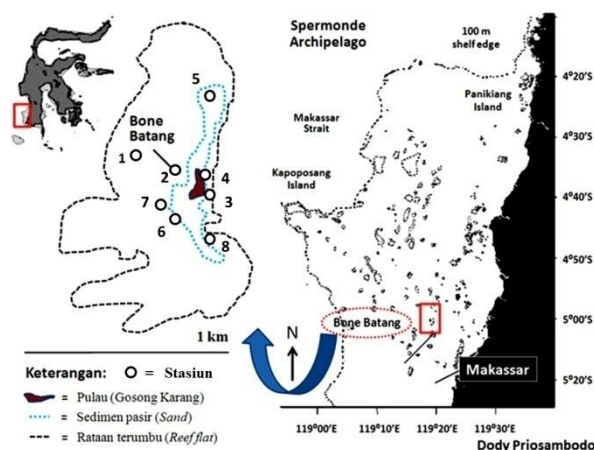 Spermonde
Archipelago
100 m
shelf edge
Panikiang
Island
Makassar
Strait
Kapoposang
Island
4°20'S
4°30'S
4°40'S
4°50'S
5°00'S
5°20'S
Bone Batang
Makassar
119°0'E
119°10'E
119°20'E
119°30'E
Dody Priosambodo
Bone
Batang
5
1
2
4
3
7
6
8
1 km
N
Keterangan: O = Stasiun
= Pulau (Gosong Karang)
= Sedimen pasir (Sand)
= Rataan terumbu (Reef flat)